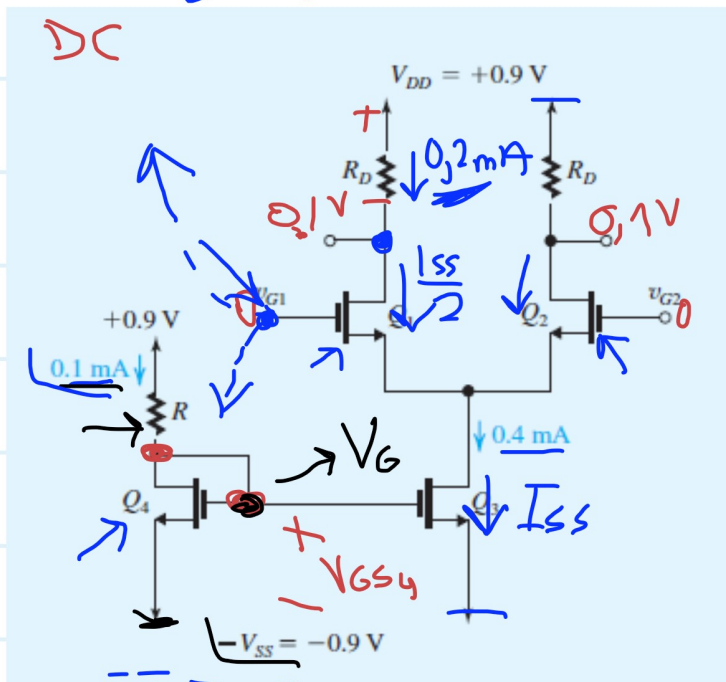 DC
V_DD = +0.9 V
+
R_D
0,2mA
R_D
−
0,1V
0,1V
I_SS/2
0
v_G1
Q_1
Q_2
v_G2
0
+0.9 V
0.1 mA
R
0.4 mA
V_G
Q_4
Q_3
I_SS
+
V_GS4
−
−V_SS = −0.9 V